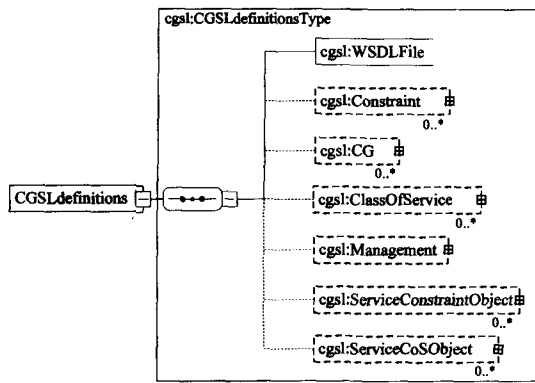 cgsl:CGSLdefinitionsType
cgsl:WSDLFile
cgsl:Constraint
0..*
cgsl:CG
0..*
CGSLdefinitions
cgsl:ClassOfService
0..*
cgsl:Management
cgsl:ServiceConstraintObject
0..*
cgsl:ServiceCoSObject
0..*